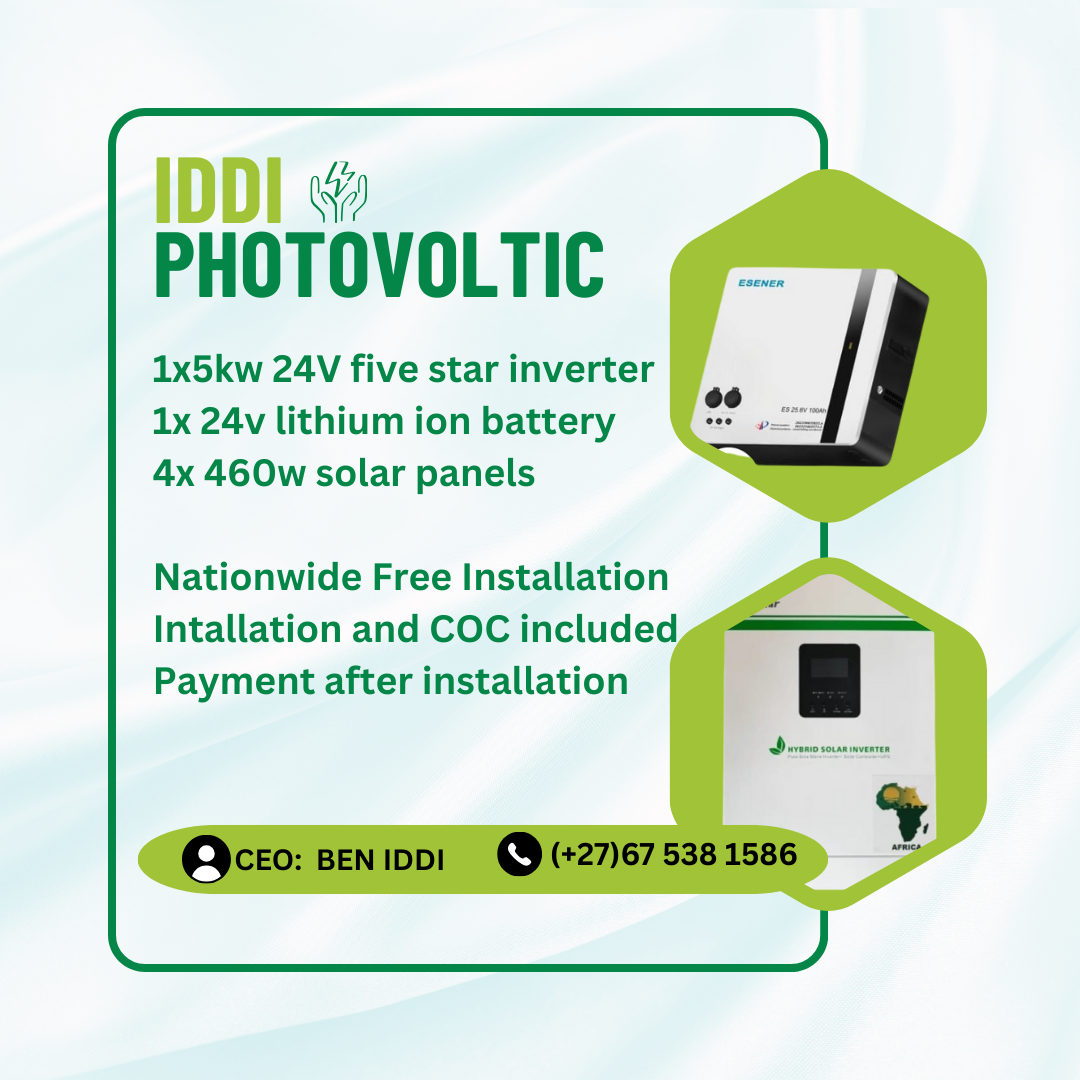 IDDI
PHOTOVOLTIC
1x5kw 24V five star inverter
1x 24v lithium ion battery
4x 460w solar panels
Nationwide Free Installation
Intallation and COC included
Payment after installation
CEO: BEN IDDI
(+27)67 538 1586
ESENER
ES 25.6V 100Ah
HYBRID SOLAR INVERTER
AFRICA